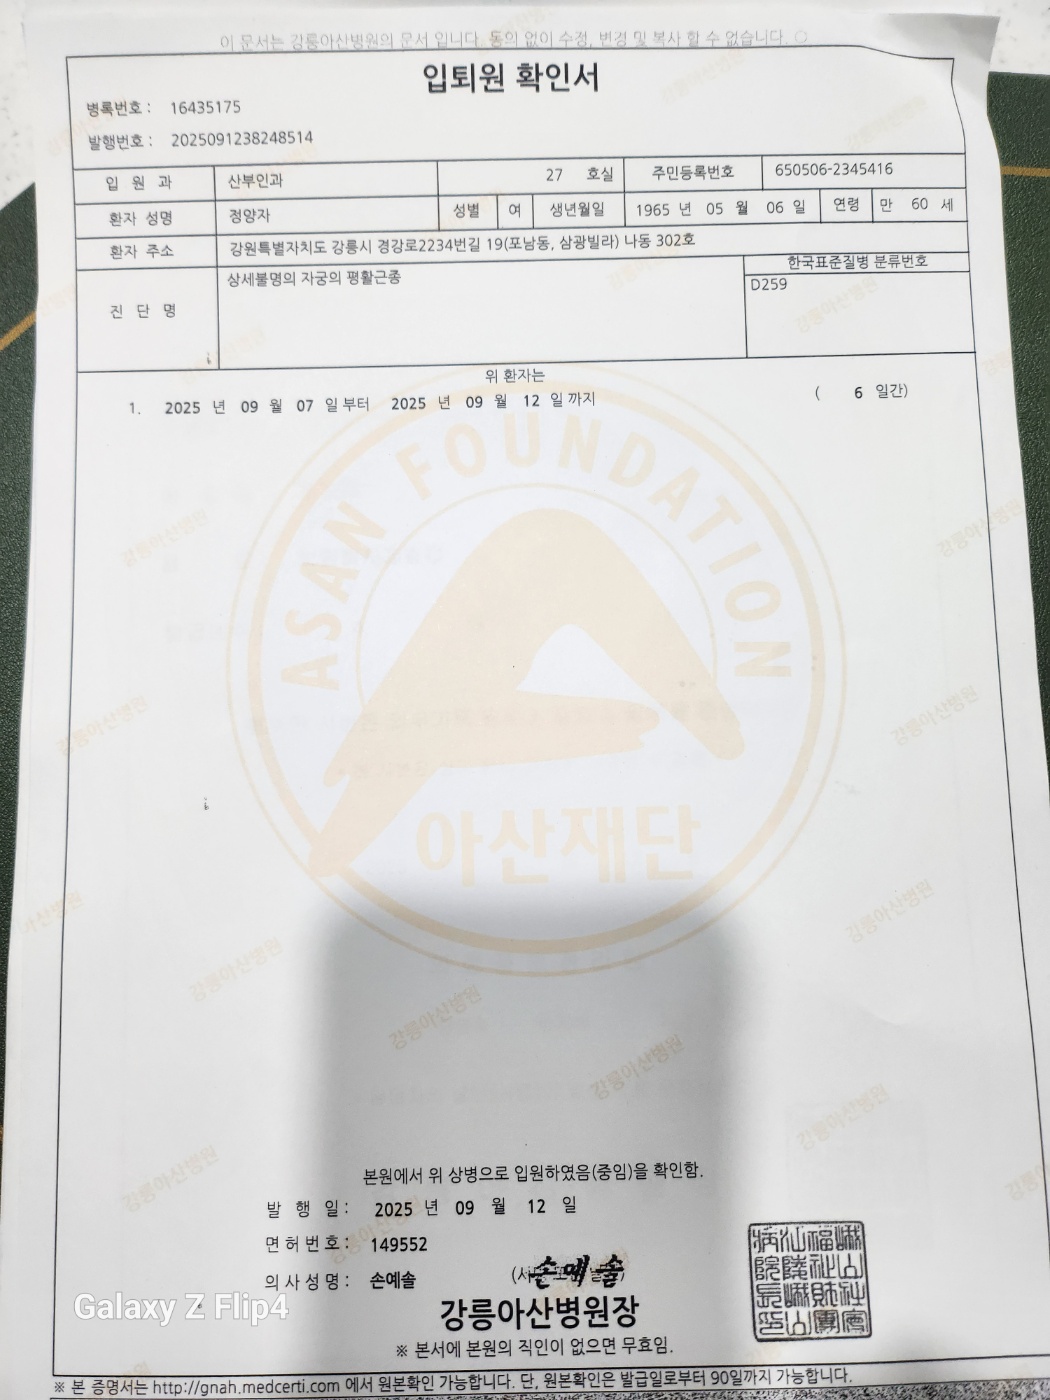 이 문서는 강릉아산병원의 문서 입니다. 동의 없이 수정, 변경 및 복사 할 수 없습니다.
입퇴원 확인서
병록번호 : 16435175
발행번호 : 2025091238248514
입 원 과 산부인과 27 호실 주민등록번호 650506-2345416
환자 성명 정양자 성별 여 생년월일 1965 년 05 월 06 일 연령 만 60 세
환자 주소 강원특별자치도 강릉시 경강로2234번길 19(포남동, 삼광빌라) 나동 302호
진 단 명 상세불명의 자궁의 평활근종 한국표준질병 분류번호
D259
위 환자는
1. 2025 년 09 월 07 일 부터 2025 년 09 월 12 일 까지 ( 6 일간)
ASAN FOUNDATION
아산재단
본원에서 위 상병으로 입원하였음(중임)을 확인함.
발 행 일 : 2025 년 09 월 12 일
면허번호 : 149552
의사성명 : 손예솔 손예솔
강릉아산병원장
※ 본서에 본원의 직인이 없으면 무효임.
Galaxy Z Flip4
※ 본 증명서는 http://gnah.medcerti.com 에서 원본확인 가능합니다. 단, 원본확인은 발급일로부터 90일까지 가능합니다.
강릉아산병원